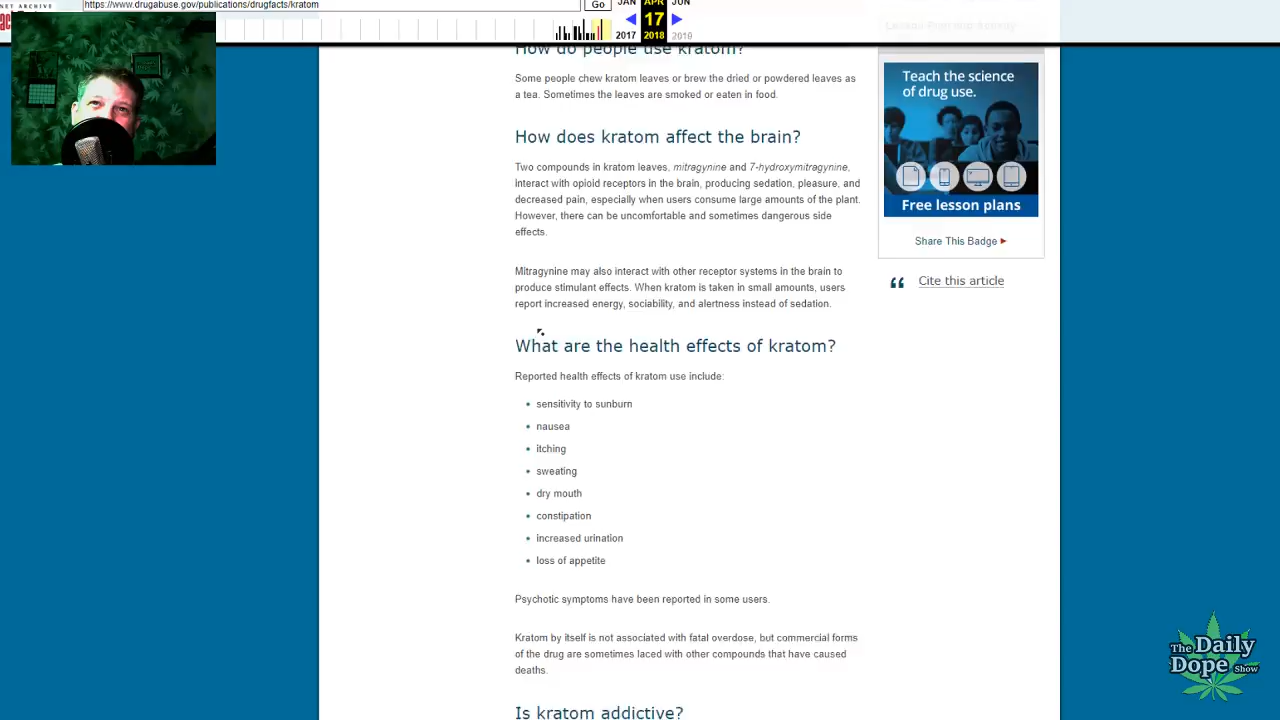 https://www.drugabuse.gov/publications/drugfacts/kratom
Go
JAN APR JUN
17
2017 2018 2019
How do people use kratom?
Some people chew kratom leaves or brew the dried or powdered leaves as
a tea. Sometimes the leaves are smoked or eaten in food.
How does kratom affect the brain?
Two compounds in kratom leaves, mitragynine and 7-hydroxymitragynine,
interact with opioid receptors in the brain, producing sedation, pleasure, and
decreased pain, especially when users consume large amounts of the plant.
However, there can be uncomfortable and sometimes dangerous side
effects.
Mitragynine may also interact with other receptor systems in the brain to
produce stimulant effects. When kratom is taken in small amounts, users
report increased energy, sociability, and alertness instead of sedation.
What are the health effects of kratom?
Reported health effects of kratom use include:
sensitivity to sunburn
nausea
itching
sweating
dry mouth
constipation
increased urination
loss of appetite
Psychotic symptoms have been reported in some users.
Kratom by itself is not associated with fatal overdose, but commercial forms
of the drug are sometimes laced with other compounds that have caused
deaths.
Is kratom addictive?
Teach the science
of drug use.
Free lesson plans
Share This Badge
Cite this article
The Daily
Dope Show